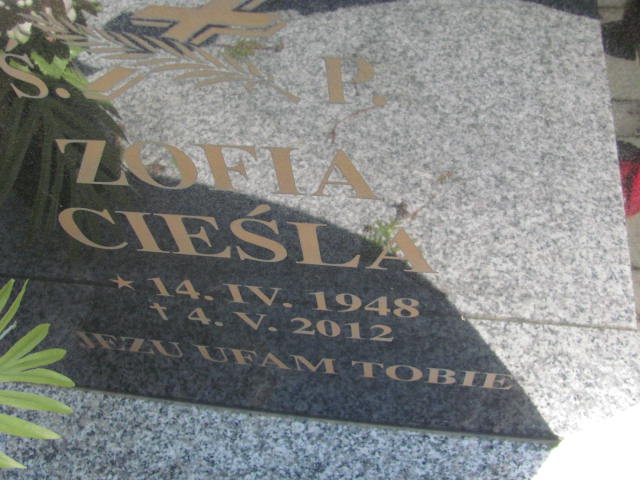 Ś. P.
ZOFIA
CIEŚLA
★ 14. IV. 1948
✝ 4. V. 2012
JEZU UFAM TOBIE